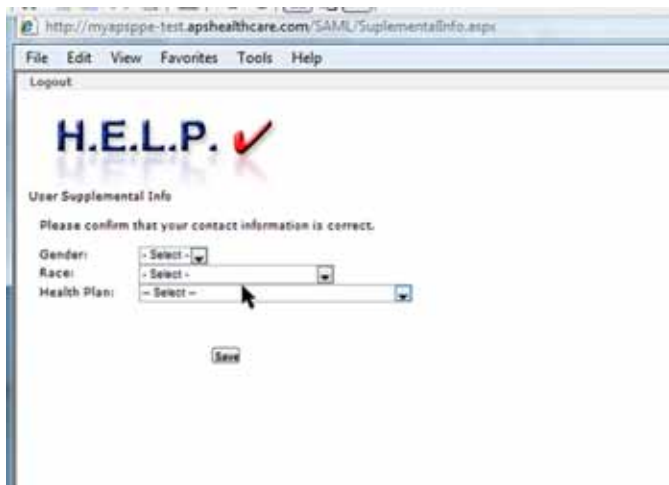 http://myapsppe-test.apshealthcare.com/SAML/SuplementalInfo.aspx
File Edit View Favorites Tools Help
Logout
H.E.L.P.
User Supplemental Info
Please confirm that your contact information is correct.
Gender: - Select -
Race: - Select -
Health Plan: -- Select --
Save